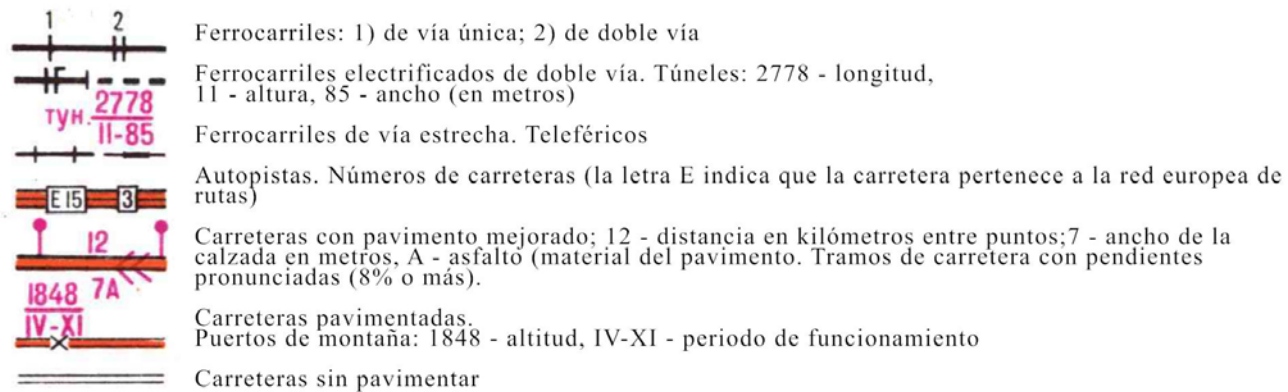 1 2
Ferrocarriles: 1) de vía única; 2) de doble vía
Ferrocarriles electrificados de doble vía. Túneles: 2778 - longitud,
11 - altura, 85 - ancho (en metros)
тун. 2778
II-85
Ferrocarriles de vía estrecha. Teleféricos
Autopistas. Números de carreteras (la letra E indica que la carretera pertenece a la red europea de
rutas)
E 15 3
12
Carreteras con pavimento mejorado; 12 - distancia en kilómetros entre puntos;7 - ancho de la
calzada en metros, A - asfalto (material del pavimento. Tramos de carretera con pendientes
pronunciadas (8% o más).
7A
1848
IV-XI
Carreteras pavimentadas.
Puertos de montaña: 1848 - altitud, IV-XI - periodo de funcionamiento
Carreteras sin pavimentar